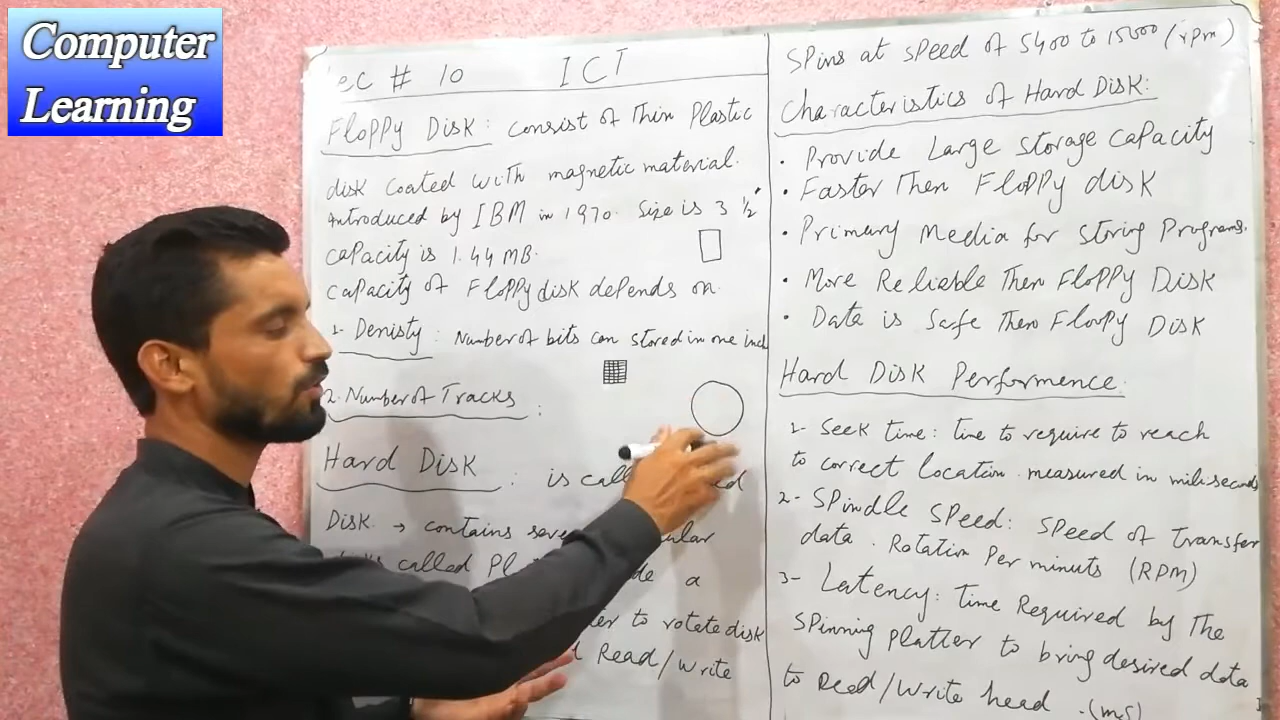 Computer
Learning
ec # 10 ICT
Floppy Disk: consist of Thin Plastic
disk coated with magnetic material.
introduced by IBM in 1970. Size is 3 ½"
capacity is 1.44 MB.
capacity of Floppy disk depends on.
1- Denisty: Number of bits can stored in one inch
2. Number of Tracks:
Hard Disk: is
Disk → contains
called
a
to rotate disk
Read/Write
Spins at speed of 5400 to 15000 (rpm)
Characteristics of Hard Disk:
• Provide Large Storage capacity
• Faster Then Floppy disk
• Primary Media for Storing Programs.
• More Reliable Then Floppy Disk
• Data is Safe Then Floppy Disk
Hard Disk Performence.
1- Seek time: time to require to reach
to correct location. measured in miliseconds
2- Spindle Speed: Speed of transfer
data. Rotation Per minuts (RPM)
3- Latency: time Required by The
spinning platter to bring desired data
to Reed/Write head. (ms)